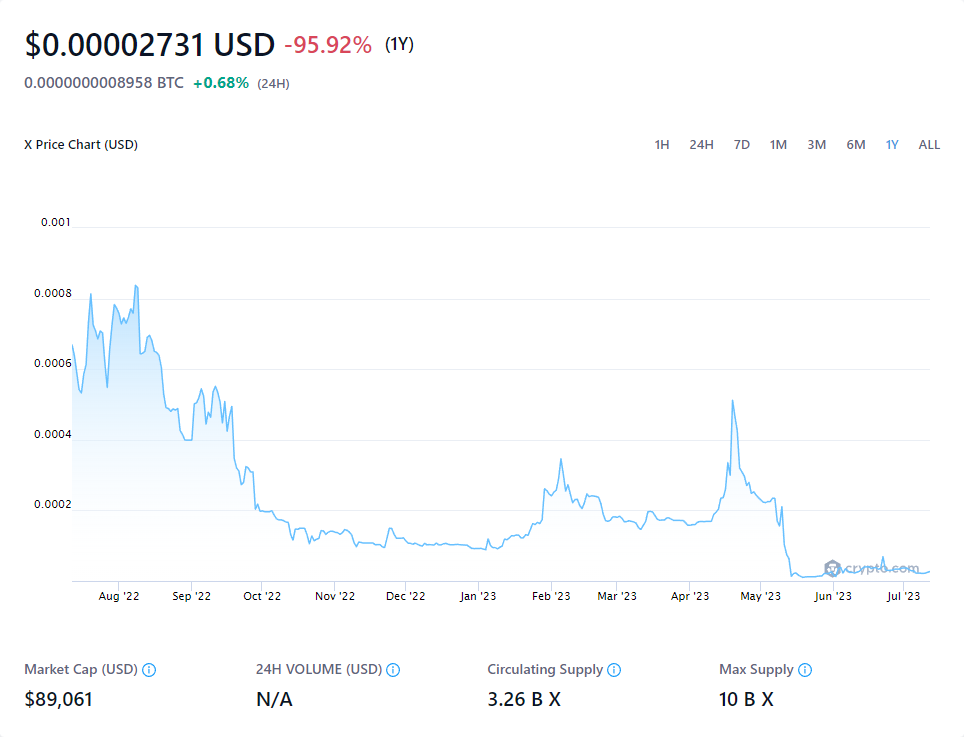 $0.00002731 USD -95.92% (1Y)
0.0000000008958 BTC +0.68% (24H)
X Price Chart (USD) 1H 24H 7D 1M 3M 6M 1Y ALL
0.001
0.0008
0.0006
0.0004
0.0002
crypto.com
Aug '22 Sep '22 Oct '22 Nov '22 Dec '22 Jan '23 Feb '23 Mar '23 Apr '23 May '23 Jun '23 Jul '23
Market Cap (USD) 24H VOLUME (USD) Circulating Supply Max Supply
$89,061 N/A 3.26 B X 10 B X